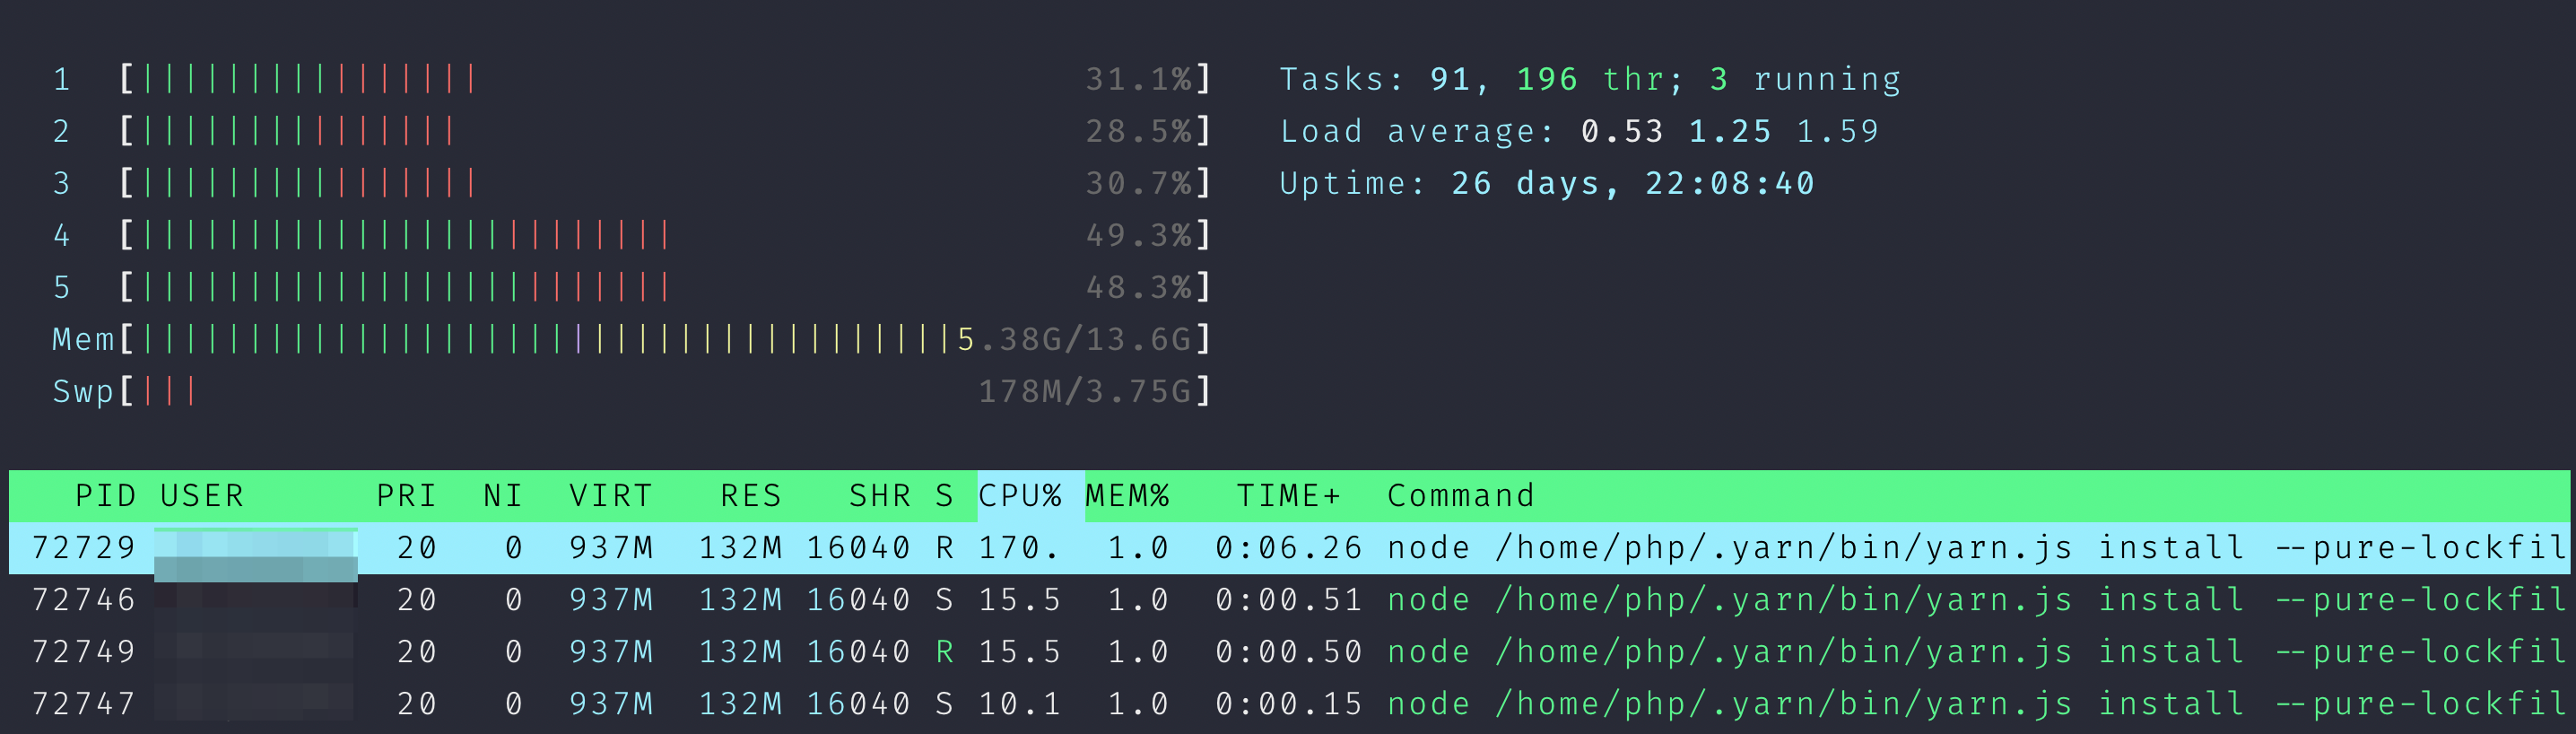 1 [||||||||||||||||31.1%] Tasks: 91, 196 thr; 3 running
2 [|||||||||||||||28.5%] Load average: 0.53 1.25 1.59
3 [||||||||||||||||30.7%] Uptime: 26 days, 22:08:40
4 [|||||||||||||||||||||||||49.3%]
5 [|||||||||||||||||||||||||48.3%]
Mem[||||||||||||||||||||||||||||||||||||||5.38G/13.6G]
Swp[|||178M/3.75G]
PID USER PRI NI VIRT RES SHR S CPU% MEM% TIME+ Command
72729 20 0 937M 132M 16040 R 170. 1.0 0:06.26 node /home/php/.yarn/bin/yarn.js install --pure-lockfil
72746 20 0 937M 132M 16040 S 15.5 1.0 0:00.51 node /home/php/.yarn/bin/yarn.js install --pure-lockfil
72749 20 0 937M 132M 16040 R 15.5 1.0 0:00.50 node /home/php/.yarn/bin/yarn.js install --pure-lockfil
72747 20 0 937M 132M 16040 S 10.1 1.0 0:00.15 node /home/php/.yarn/bin/yarn.js install --pure-lockfil